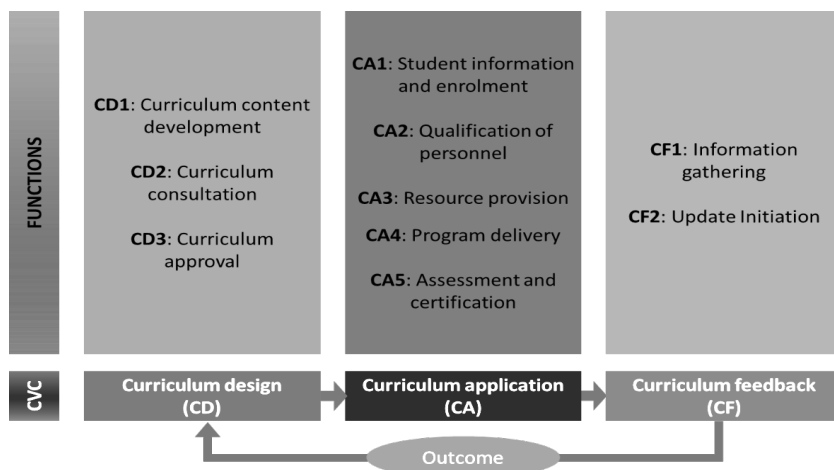 FUNCTIONS
CD1: Curriculum content
development
CD2: Curriculum
consultation
CD3: Curriculum
approval
CA1: Student information
and enrolment
CA2: Qualification of
personnel
CA3: Resource provision
CA4: Program delivery
CA5: Assessment and
certification
CF1: Information
gathering
CF2: Update Initiation
CVC
Curriculum design
(CD)
Curriculum application
(CA)
Curriculum feedback
(CF)
Outcome